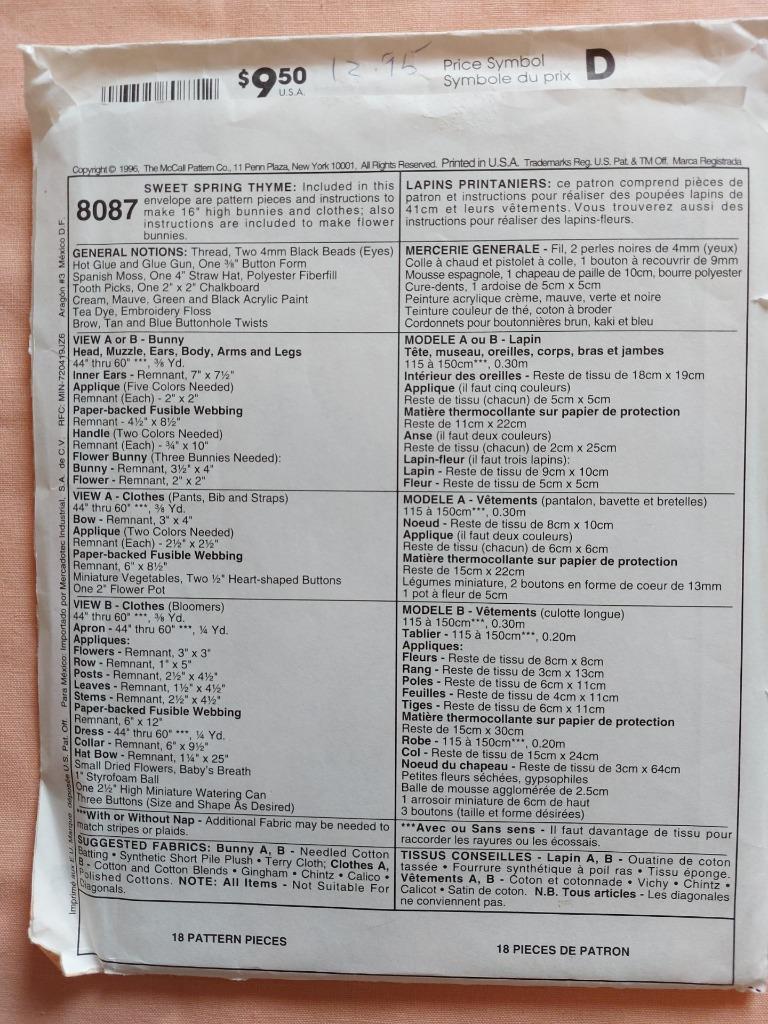 $9.50
U.S.A.
12.95
Price Symbol
Symbole du prix
D
Copyright © 1996, The McCall Pattern Co., 11 Penn Plaza, New York 10001, All Rights Reserved. Printed in U.S.A. Trademarks Reg. U.S. Pat. & TM Off. Marca Registrada
8087
SWEET SPRING THYME: Included in this
envelope are pattern pieces and instructions to
make 16" high bunnies and clothes; also
instructions are included to make flower
bunnies.
GENERAL NOTIONS: Thread, Two 4mm Black Beads (Eyes)
Hot Glue and Glue Gun, One ⅜" Button Form
Spanish Moss, One 4" Straw Hat, Polyester Fiberfill
Tooth Picks, One 2" x 2" Chalkboard
Cream, Mauve, Green and Black Acrylic Paint
Tea Dye, Embroidery Floss
Brow, Tan and Blue Buttonhole Twists
VIEW A or B - Bunny
Head, Muzzle, Ears, Body, Arms and Legs
44" thru 60" ***, ⅜ Yd.
Inner Ears - Remnant, 7" x 7½"
Applique (Five Colors Needed)
Remnant (Each) - 2" x 2"
Paper-backed Fusible Webbing
Remnant - 4½" x 8½"
Handle (Two Colors Needed)
Remnant (Each) - ¾" x 10"
Flower Bunny (Three Bunnies Needed):
Bunny - Remnant, 3½" x 4"
Flower - Remnant, 2" x 2"
VIEW A - Clothes (Pants, Bib and Straps)
44" thru 60" ***, ⅜ Yd.
Bow - Remnant, 3" x 4"
Applique (Two Colors Needed)
Remnant (Each) - 2½" x 2½"
Paper-backed Fusible Webbing
Remnant, 6" x 8½"
Miniature Vegetables, Two ½" Heart-shaped Buttons
One 2" Flower Pot
VIEW B - Clothes (Bloomers)
44" thru 60" ***, ⅜ Yd.
Apron - 44" thru 60" ***, ¼ Yd.
Appliques:
Flowers - Remnant, 3" x 3"
Row - Remnant, 1" x 5"
Posts - Remnant, 2½" x 4½"
Leaves - Remnant, 1½" x 4½"
Stems - Remnant, 2½" x 4½"
Paper-backed Fusible Webbing
Remnant, 6" x 12"
Dress - 44" thru 60" ***, ¼ Yd.
Collar - Remnant, 6" x 9½"
Hat Bow - Remnant, 1¼" x 25"
Small Dried Flowers, Baby's Breath
1" Styrofoam Ball
One 2½" High Miniature Watering Can
Three Buttons (Size and Shape As Desired)
***With or Without Nap - Additional Fabric may be needed to
match stripes or plaids.
SUGGESTED FABRICS: Bunny A, B - Needled Cotton
Batting • Synthetic Short Pile Plush • Terry Cloth; Clothes A,
B - Cotton and Cotton Blends • Gingham • Chintz • Calico •
Polished Cottons. NOTE: All Items - Not Suitable For
Diagonals.
18 PATTERN PIECES
LAPINS PRINTANIERS: ce patron comprend pièces de
patron et instructions pour réaliser des poupées lapins de
41cm et leurs vêtements. Vous trouverez aussi des
instructions pour réaliser des lapins-fleurs.
MERCERIE GENERALE - Fil, 2 perles noires de 4mm (yeux)
Colle à chaud et pistolet à colle, 1 bouton à recouvrir de 9mm
Mousse espagnole, 1 chapeau de paille de 10cm, bourre polyester
Cure-dents, 1 ardoise de 5cm x 5cm
Peinture acrylique crème, mauve, verte et noire
Teinture couleur de thé, coton à broder
Cordonnets pour boutonnières brun, kaki et bleu
MODELE A ou B - Lapin
Tête, museau, oreilles, corps, bras et jambes
115 à 150cm***, 0.30m
Intérieur des oreilles - Reste de tissu de 18cm x 19cm
Applique (il faut cinq couleurs)
Reste de tissu (chacun) de 5cm x 5cm
Matière thermocollante sur papier de protection
Reste de 11cm x 22cm
Anse (il faut deux couleurs)
Reste de tissu (chacun) de 2cm x 25cm
Lapin-fleur (il faut trois lapins):
Lapin - Reste de tissu de 9cm x 10cm
Fleur - Reste de tissu de 5cm x 5cm
MODELE A - Vêtements (pantalon, bavette et bretelles)
115 à 150cm***, 0.30m
Noeud - Reste de tissu de 8cm x 10cm
Applique (il faut deux couleurs)
Reste de tissu (chacun) de 6cm x 6cm
Matière thermocollante sur papier de protection
Reste de 15cm x 22cm
Légumes miniature, 2 boutons en forme de coeur de 13mm
1 pot à fleur de 5cm
MODELE B - Vêtements (culotte longue)
115 à 150cm***, 0.30m
Tablier - 115 à 150cm***, 0.20m
Appliques:
Fleurs - Reste de tissu de 8cm x 8cm
Rang - Reste de tissu de 3cm x 13cm
Poles - Reste de tissu de 6cm x 11cm
Feuilles - Reste de tissu de 4cm x 11cm
Tiges - Reste de tissu de 6cm x 11cm
Matière thermocollante sur papier de protection
Reste de 15cm x 30cm
Robe - 115 à 150cm***, 0.20m
Col - Reste de tissu de 15cm x 24cm
Noeud du chapeau - Reste de tissu de 3cm x 64cm
Petites fleurs séchées, gypsophiles
Balle de mousse agglomérée de 2.5cm
1 arrosoir miniature de 6cm de haut
3 boutons (taille et forme désirées)
***Avec ou Sans sens - Il faut davantage de tissu pour
raccorder les rayures ou les écossais.
TISSUS CONSEILLES - Lapin A, B - Ouatine de coton
tassée • Fourrure synthétique à poil ras • Tissu éponge.
Vêtements A, B - Coton et cotonnade • Vichy • Chintz •
Calicot • Satin de coton. N.B. Tous articles - Les diagonales
ne conviennent pas.
18 PIECES DE PATRON
Imprimé aux E.U. Marque déposée U.S. Pat. Off. Para México: Importado por Mercadotec Industrial, S.A. de C.V. RFC: MIN-720419JZ6 Aragón #3 México D.F.